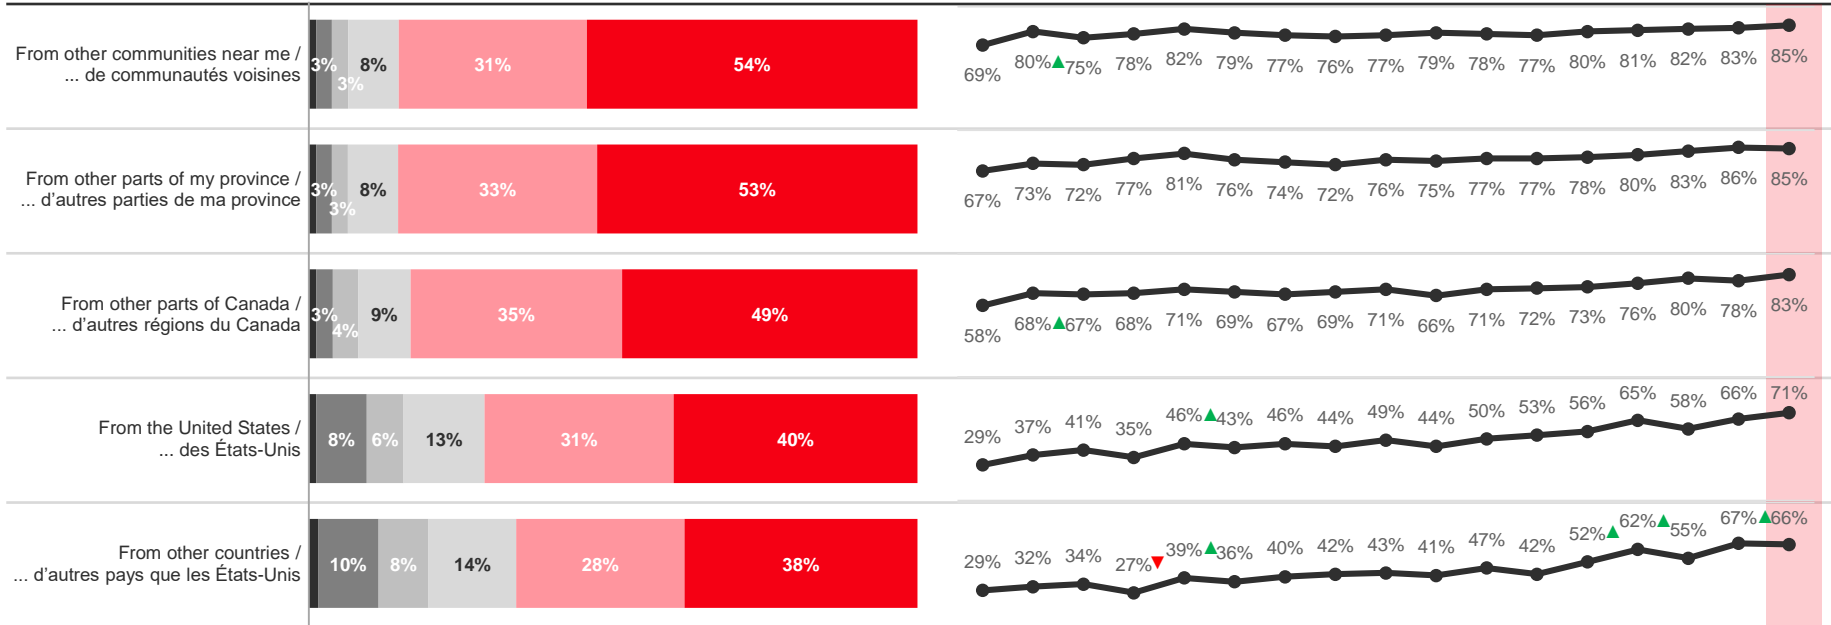 From other communities near me /
... de communautés voisines
3% 3% 8% 31% 54%
69% 80% 75% 78% 82% 79% 77% 76% 77% 79% 78% 77% 80% 81% 82% 83% 85%
From other parts of my province /
... d'autres parties de ma province
3% 3% 8% 33% 53%
67% 73% 72% 77% 81% 76% 74% 72% 76% 75% 77% 77% 78% 80% 83% 86% 85%
From other parts of Canada /
... d'autres régions du Canada
3% 4% 9% 35% 49%
58% 68% 67% 68% 71% 69% 67% 69% 71% 66% 71% 72% 73% 76% 80% 78% 83%
From the United States /
... des États-Unis
8% 6% 13% 31% 40%
29% 37% 41% 35% 46% 43% 46% 44% 49% 44% 50% 53% 56% 65% 58% 66% 71%
From other countries /
... d'autres pays que les États-Unis
10% 8% 14% 28% 38%
29% 32% 34% 27% 39% 36% 40% 42% 43% 41% 47% 42% 52% 62% 55% 67% 66%